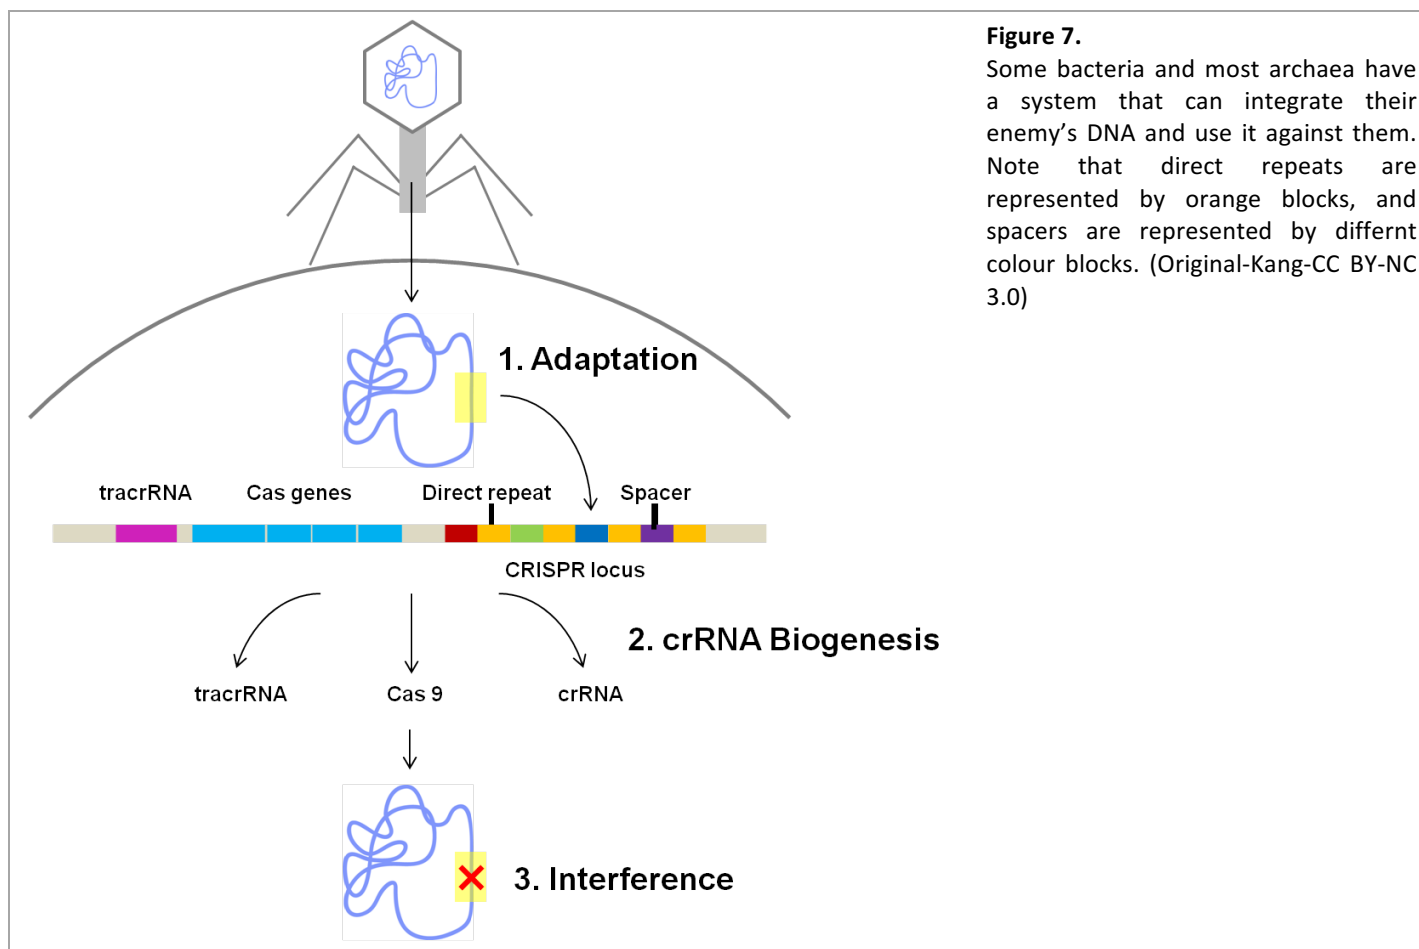 Figure 7.
Some bacteria and most archaea have
a system that can integrate their
enemy’s DNA and use it against them.
Note that direct repeats are
represented by orange blocks, and
spacers are represented by differnt
colour blocks. (Original-Kang-CC BY-NC
3.0)
1. Adaptation
tracrRNA Cas genes Direct repeat Spacer
CRISPR locus
2. crRNA Biogenesis
tracrRNA Cas 9 crRNA
3. Interference